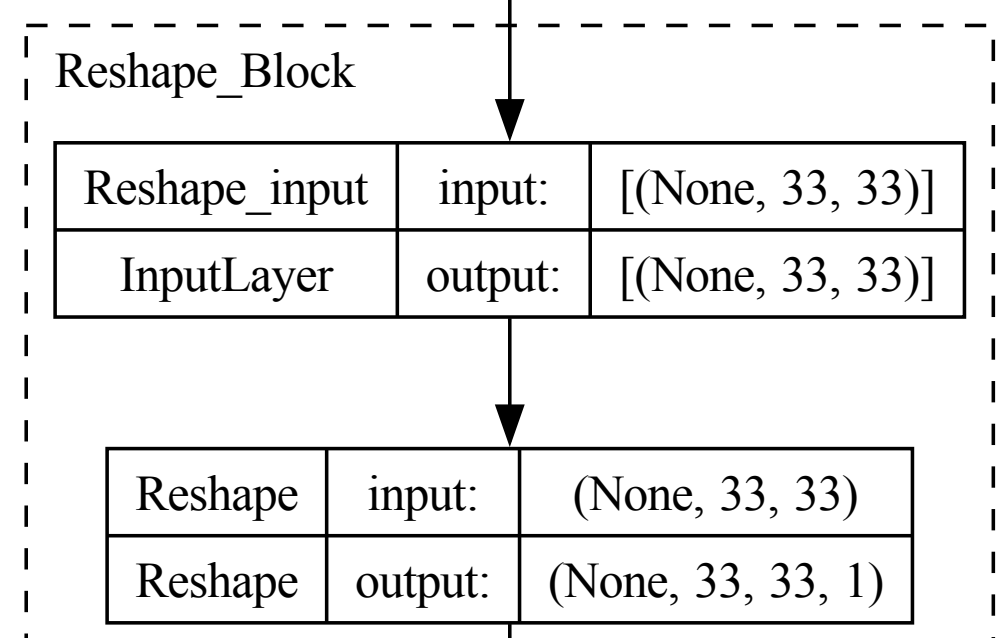 Reshape_Block
Reshape_input input: [(None, 33, 33)]
InputLayer output: [(None, 33, 33)]
Reshape input: (None, 33, 33)
Reshape output: (None, 33, 33, 1)